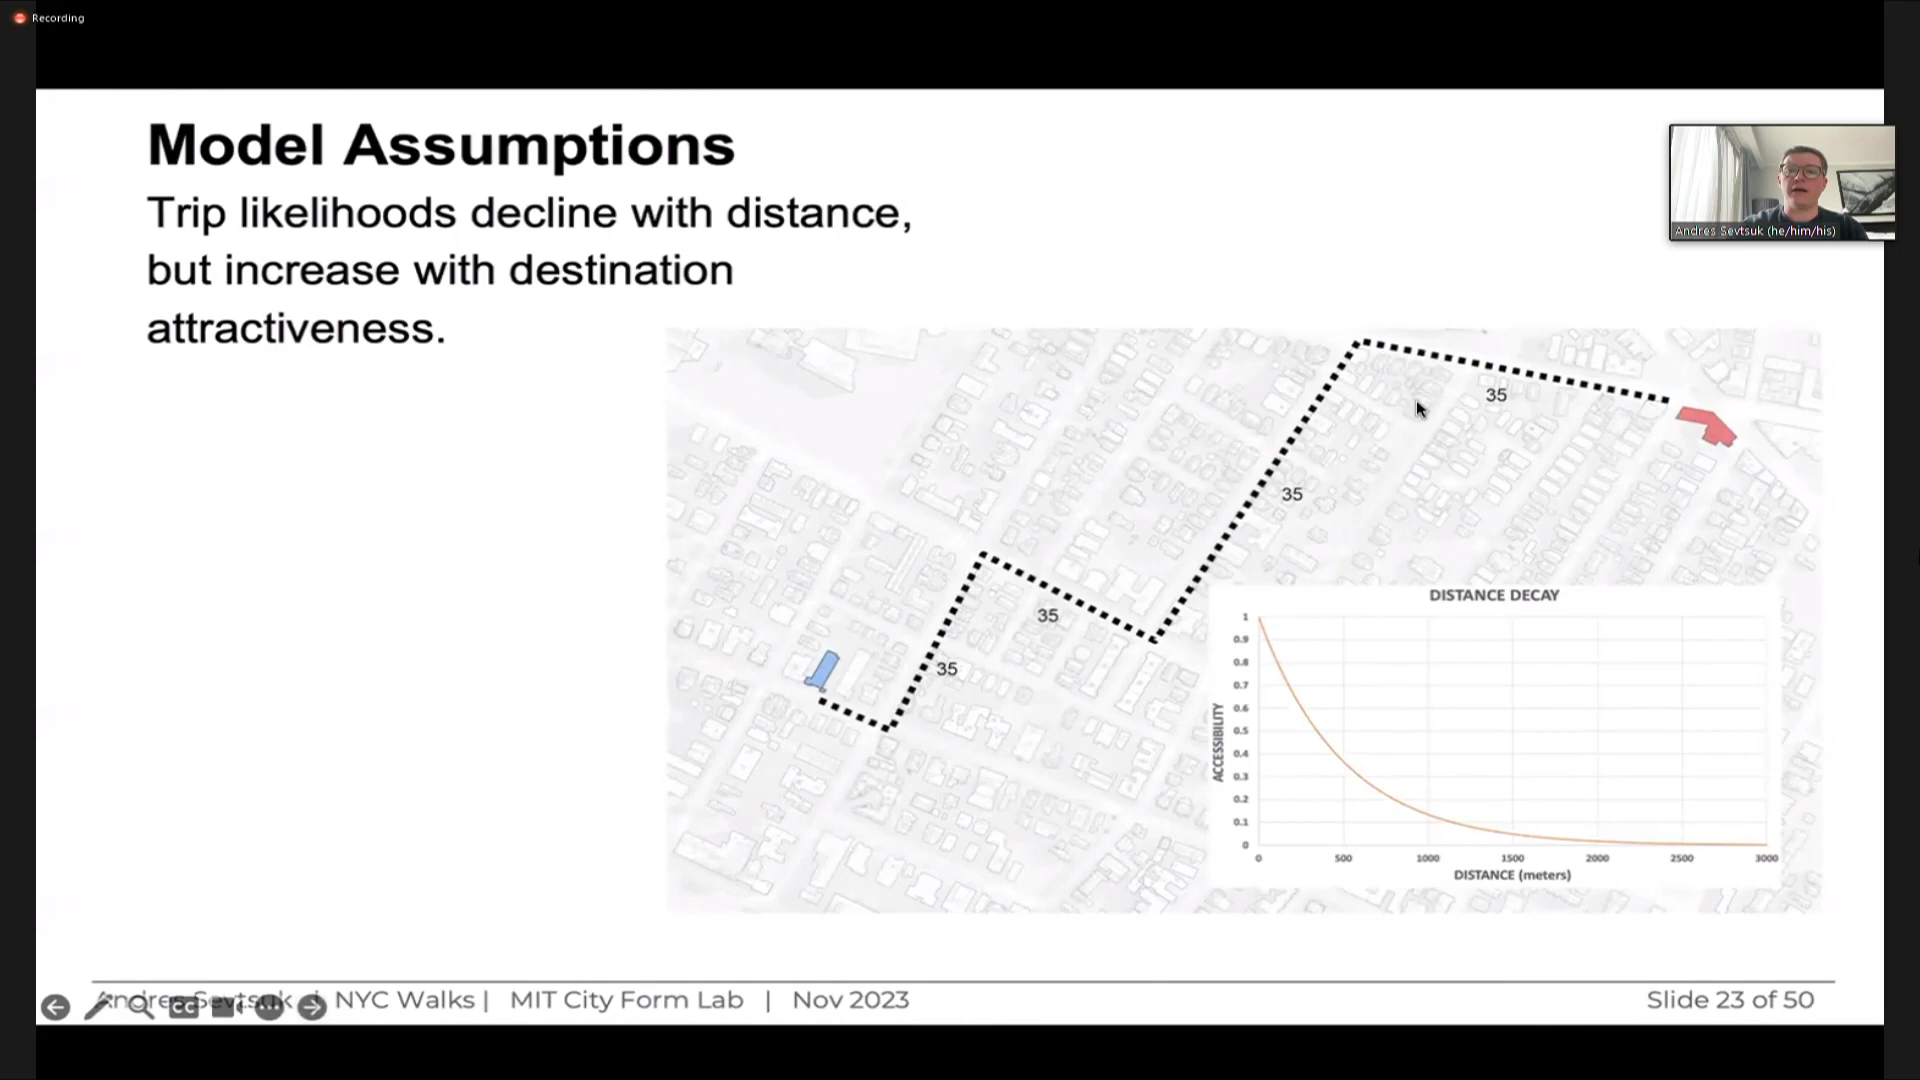 Recording
Model Assumptions
Trip likelihoods decline with distance,
but increase with destination
attractiveness.
Andres Sevtsuk (he/him/his)
35
35
35
35
DISTANCE DECAY
ACCESSIBILITY
1
0.9
0.8
0.7
0.6
0.5
0.4
0.3
0.2
0.1
0
0 500 1000 1500 2000 2500 3000
DISTANCE (meters)
Andres Sevtsuk | NYC Walks | MIT City Form Lab | Nov 2023
CC
Slide 23 of 50